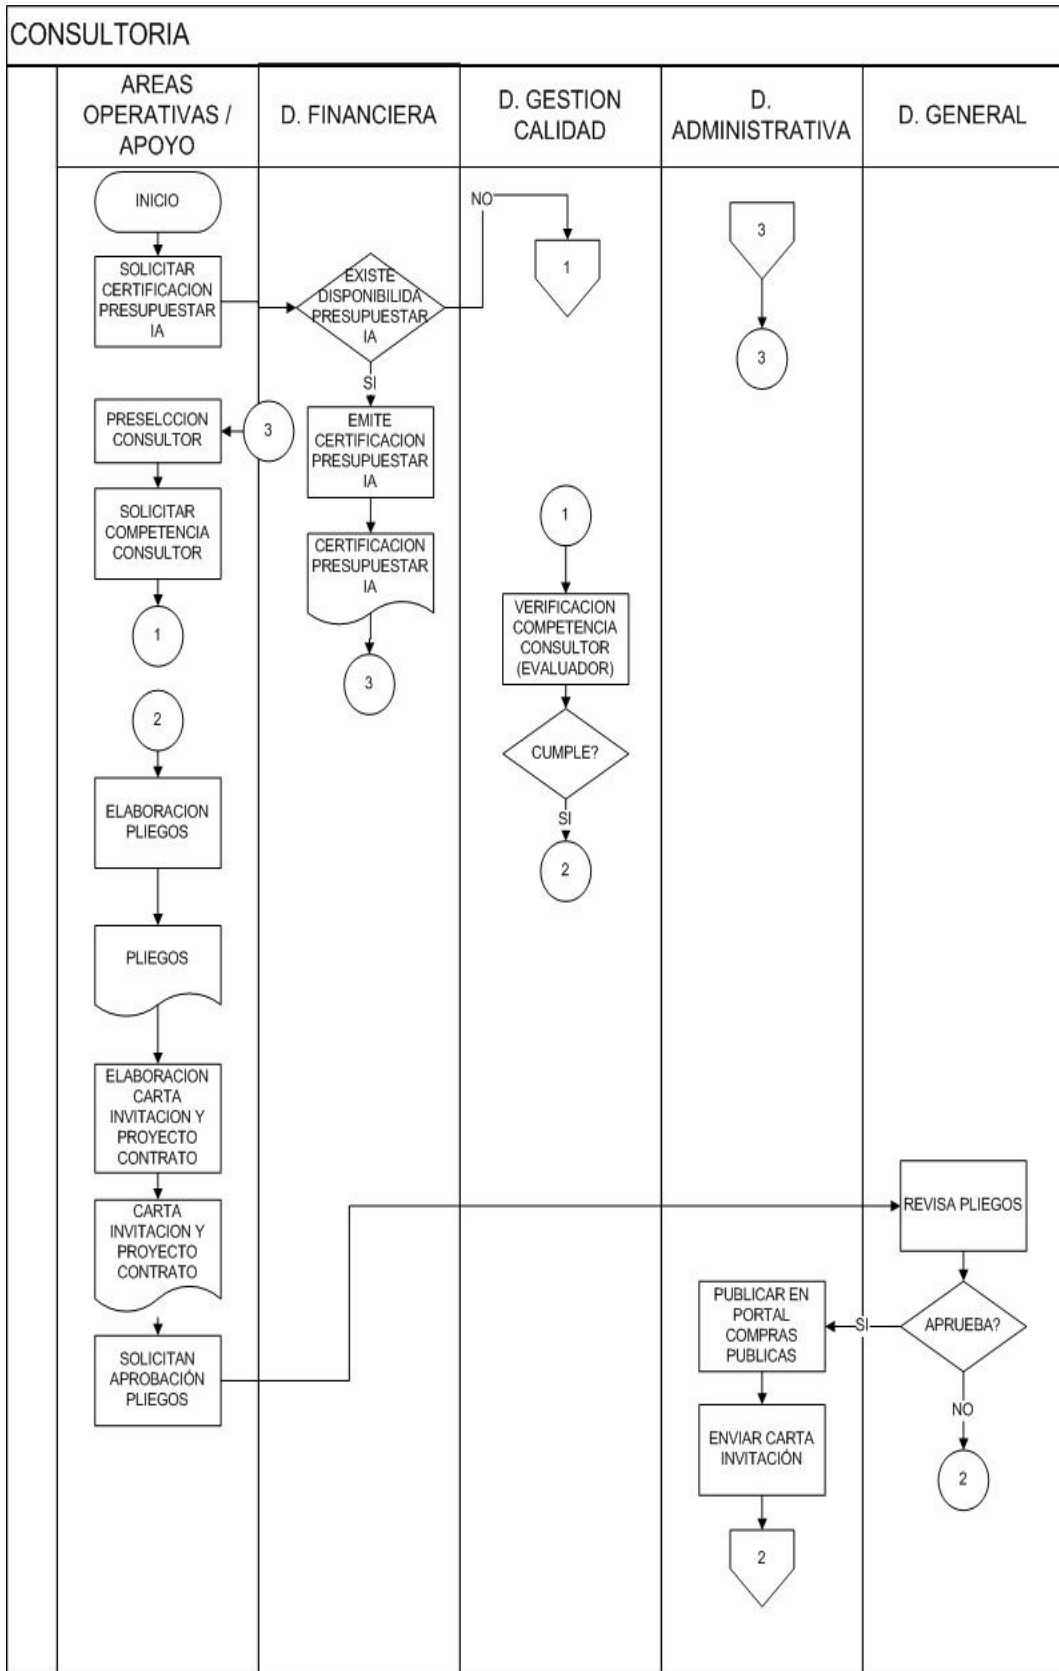 CONSULTORIA
AREAS
OPERATIVAS /
APOYO
D. FINANCIERA
D. GESTION
CALIDAD
D.
ADMINISTRATIVA
D. GENERAL
INICIO
SOLICITAR
CERTIFICACION
PRESUPUESTAR
IA
EXISTE
DISPONIBILIDA
PRESUPUESTAR
IA
NO
1
3
3
SI
PRESELCCION
CONSULTOR
3
EMITE
CERTIFICACION
PRESUPUESTAR
IA
SOLICITAR
COMPETENCIA
CONSULTOR
CERTIFICACION
PRESUPUESTAR
IA
1
1
VERIFICACION
COMPETENCIA
CONSULTOR
(EVALUADOR)
3
2
CUMPLE?
SI
2
ELABORACION
PLIEGOS
PLIEGOS
ELABORACION
CARTA
INVITACION Y
PROYECTO
CONTRATO
CARTA
INVITACION Y
PROYECTO
CONTRATO
REVISA PLIEGOS
SOLICITAN
APROBACIÓN
PLIEGOS
PUBLICAR EN
PORTAL
COMPRAS
PUBLICAS
SI
APRUEBA?
NO
ENVIAR CARTA
INVITACIÓN
2
2